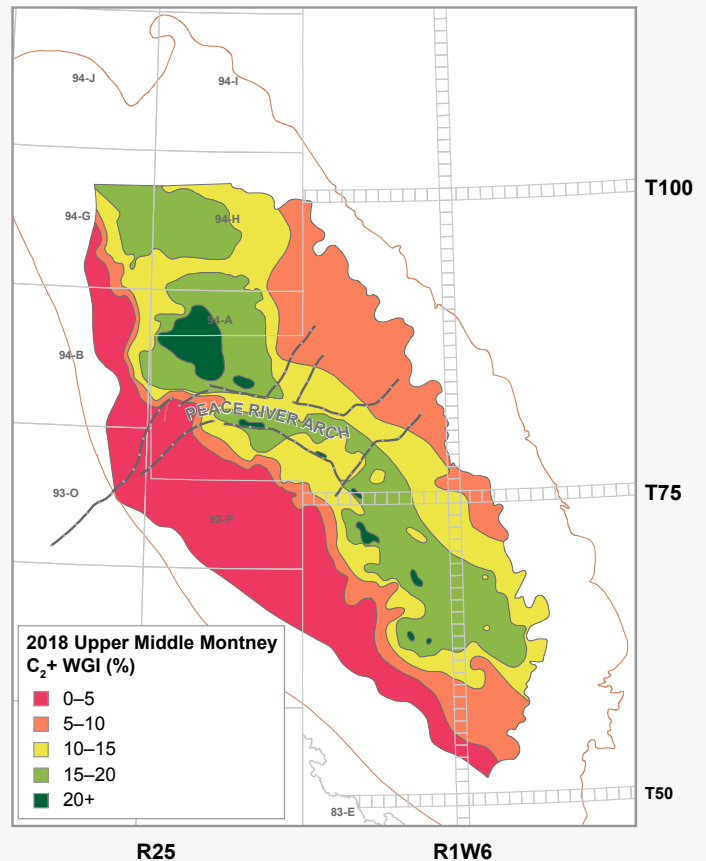 94-J
94-I
T100
94-G
94-H
94-A
94-B
PEACE RIVER ARCH
93-O
T75
93-P
2018 Upper Middle Montney
C₂+ WGI (%)
0–5
5–10
10–15
15–20
20+
T50
83-E
R25
R1W6